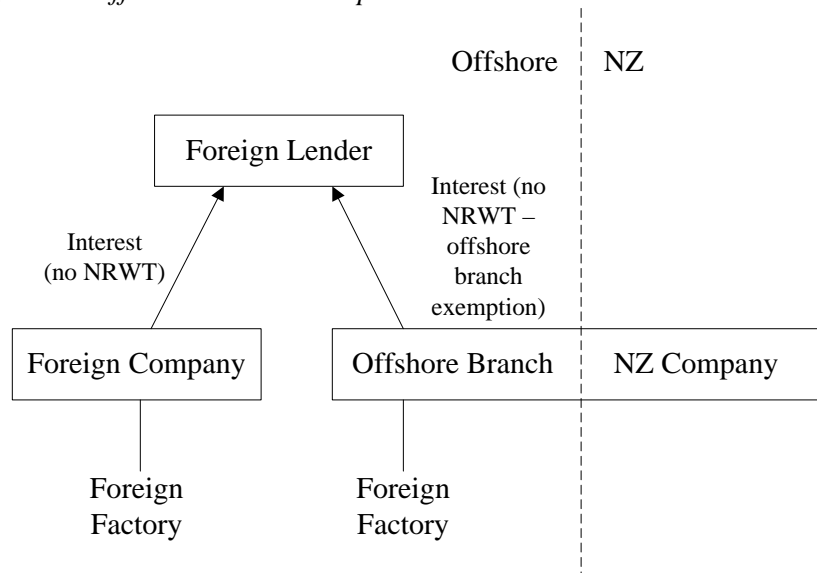 Offshore
NZ
Foreign Lender
Interest
(no NRWT)
Interest (no
NRWT –
offshore
branch
exemption)
Foreign Company
Offshore Branch
NZ Company
Foreign
Factory
Foreign
Factory